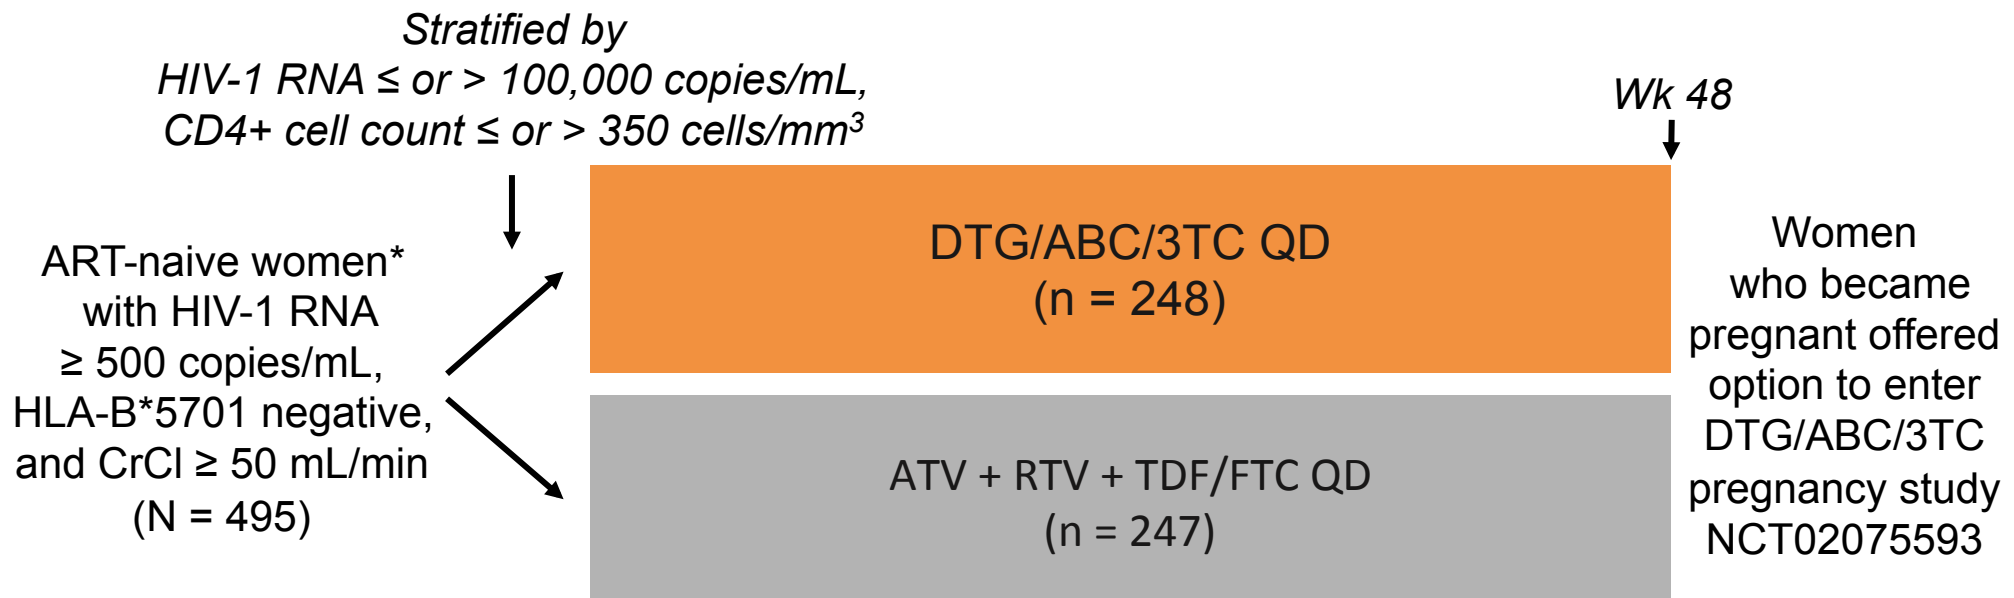 Stratified by
HIV-1 RNA ≤ or > 100,000 copies/mL,
CD4+ cell count ≤ or > 350 cells/mm³
Wk 48
ART-naive women*
with HIV-1 RNA
≥ 500 copies/mL,
HLA-B*5701 negative,
and CrCl ≥ 50 mL/min
(N = 495)
DTG/ABC/3TC QD
(n = 248)
ATV + RTV + TDF/FTC QD
(n = 247)
Women
who became
pregnant offered
option to enter
DTG/ABC/3TC
pregnancy study
NCT02075593